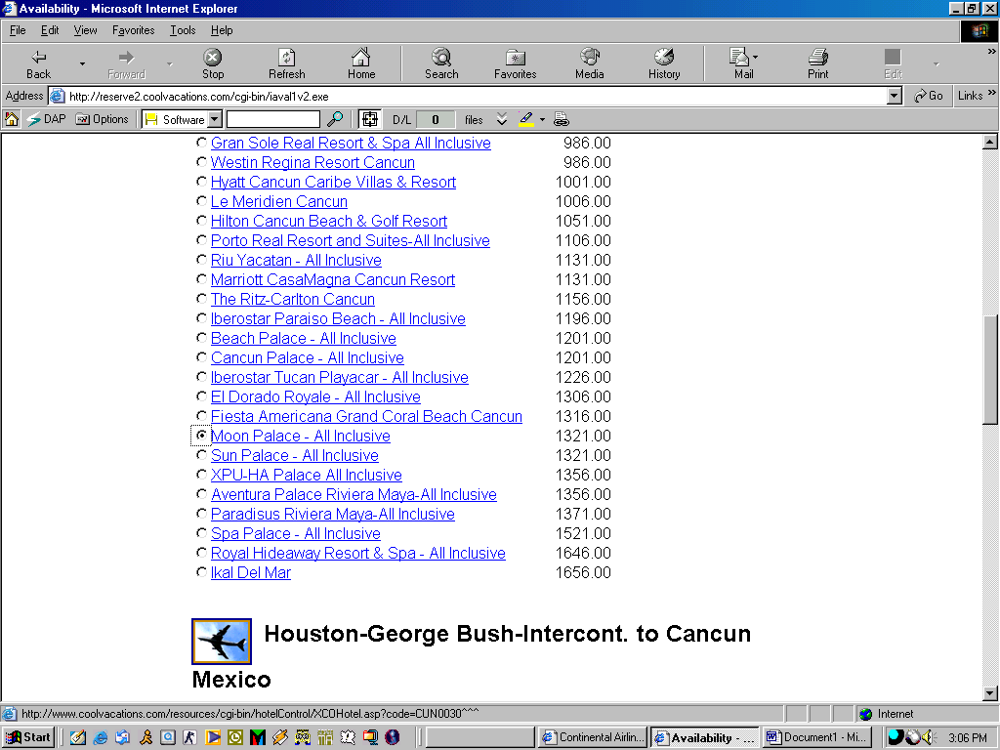 Availability - Microsoft Internet Explorer
File Edit View Favorites Tools Help
Back Forward Stop Refresh Home Search Favorites Media History Mail Print Edit
Address http://reserve2.coolvacations.com/cgi-bin/iaval1v2.exe Go Links »
DAP Options Software D/L 0 files
Gran Sole Real Resort & Spa All Inclusive 986.00
Westin Regina Resort Cancun 986.00
Hyatt Cancun Caribe Villas & Resort 1001.00
Le Meridien Cancun 1006.00
Hilton Cancun Beach & Golf Resort 1051.00
Porto Real Resort and Suites-All Inclusive 1106.00
Riu Yacatan - All Inclusive 1131.00
Marriott CasaMagna Cancun Resort 1131.00
The Ritz-Carlton Cancun 1156.00
Iberostar Paraiso Beach - All Inclusive 1196.00
Beach Palace - All Inclusive 1201.00
Cancun Palace - All Inclusive 1201.00
Iberostar Tucan Playacar - All Inclusive 1226.00
El Dorado Royale - All Inclusive 1306.00
Fiesta Americana Grand Coral Beach Cancun 1316.00
Moon Palace - All Inclusive 1321.00
Sun Palace - All Inclusive 1321.00
XPU-HA Palace All Inclusive 1356.00
Aventura Palace Riviera Maya-All Inclusive 1356.00
Paradisus Riviera Maya-All Inclusive 1371.00
Spa Palace - All Inclusive 1521.00
Royal Hideaway Resort & Spa - All Inclusive 1646.00
Ikal Del Mar 1656.00
Houston-George Bush-Intercont. to Cancun
Mexico
http://www.coolvacations.com/resources/cgi-bin/hotelControl/XCOHotel.asp?code=CUN0030^^^ Internet
Start Continental Airlin... Availability - ... Document1 - Mi... 3:06 PM